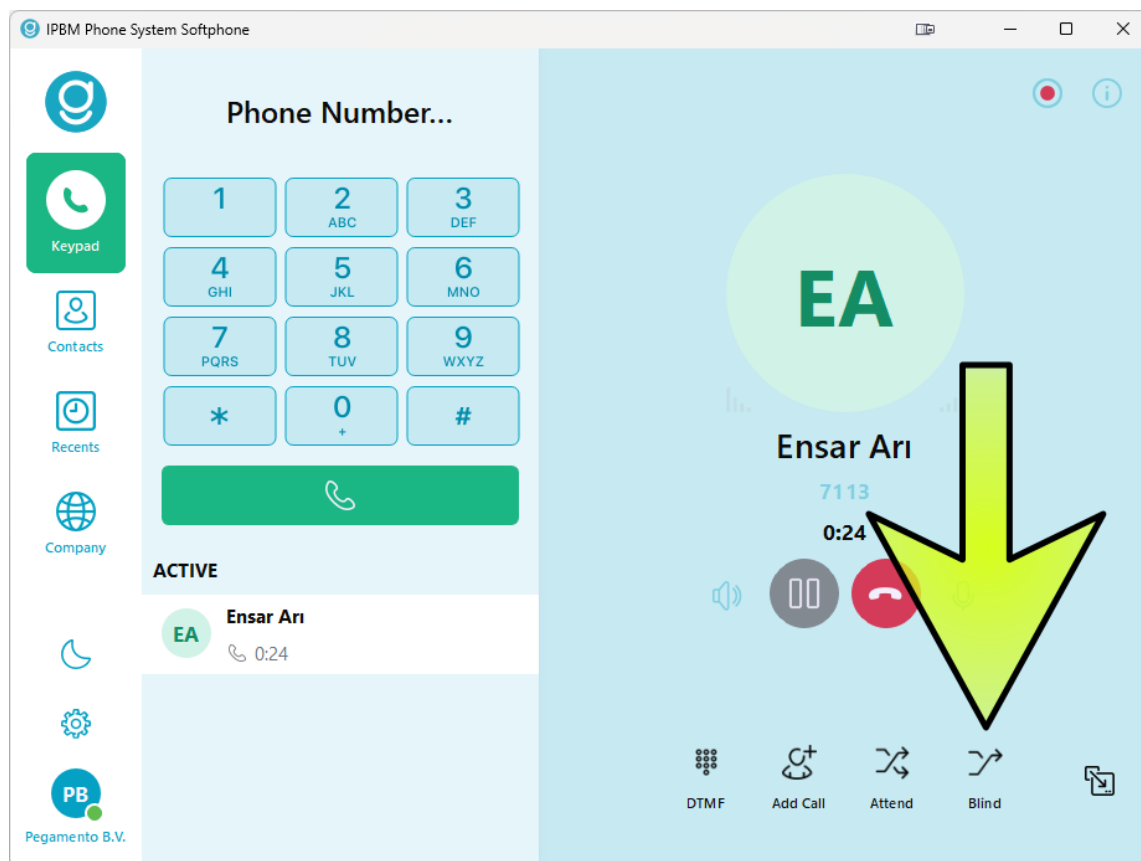 IPBM Phone System Softphone
Keypad
Contacts
Recents
Company
PB
Pegamento B.V.
Phone Number...
1
2
ABC
3
DEF
4
GHI
5
JKL
6
MNO
7
PQRS
8
TUV
9
WXYZ
*
0
+
#
ACTIVE
EA
Ensar Arı
0:24
EA
Ensar Arı
7113
0:24
DTMF
Add Call
Attend
Blind